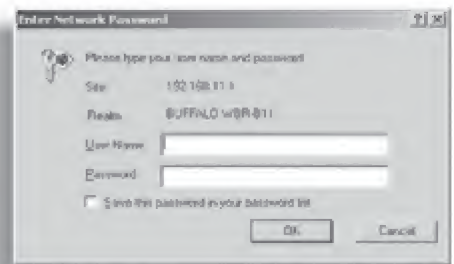 Enter Network Password
Please type your user name and password.
Site: 192.168.11.1
Realm BUFFALO WBR-B11
User Name
Password
Save this password in your password list
OK Cancel